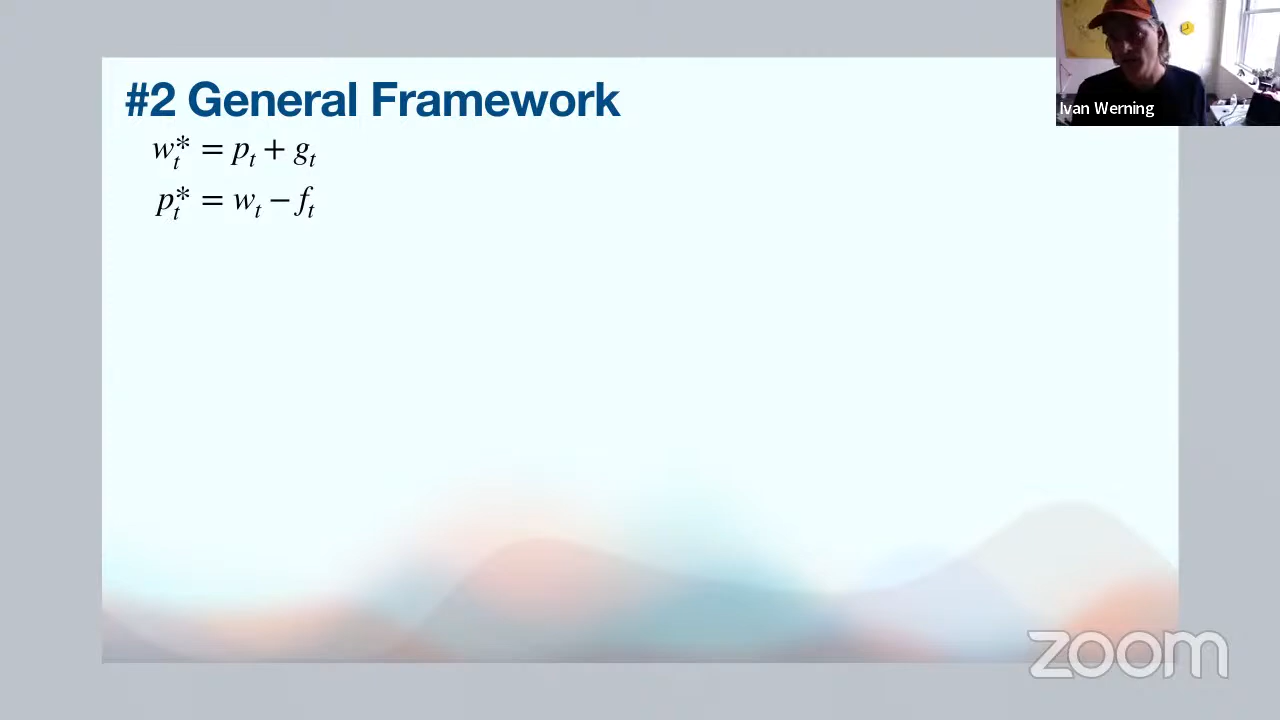 #2 General Framework
w*ₜ = pₜ + gₜ
p*ₜ = wₜ − fₜ
Ivan Werning
zoom